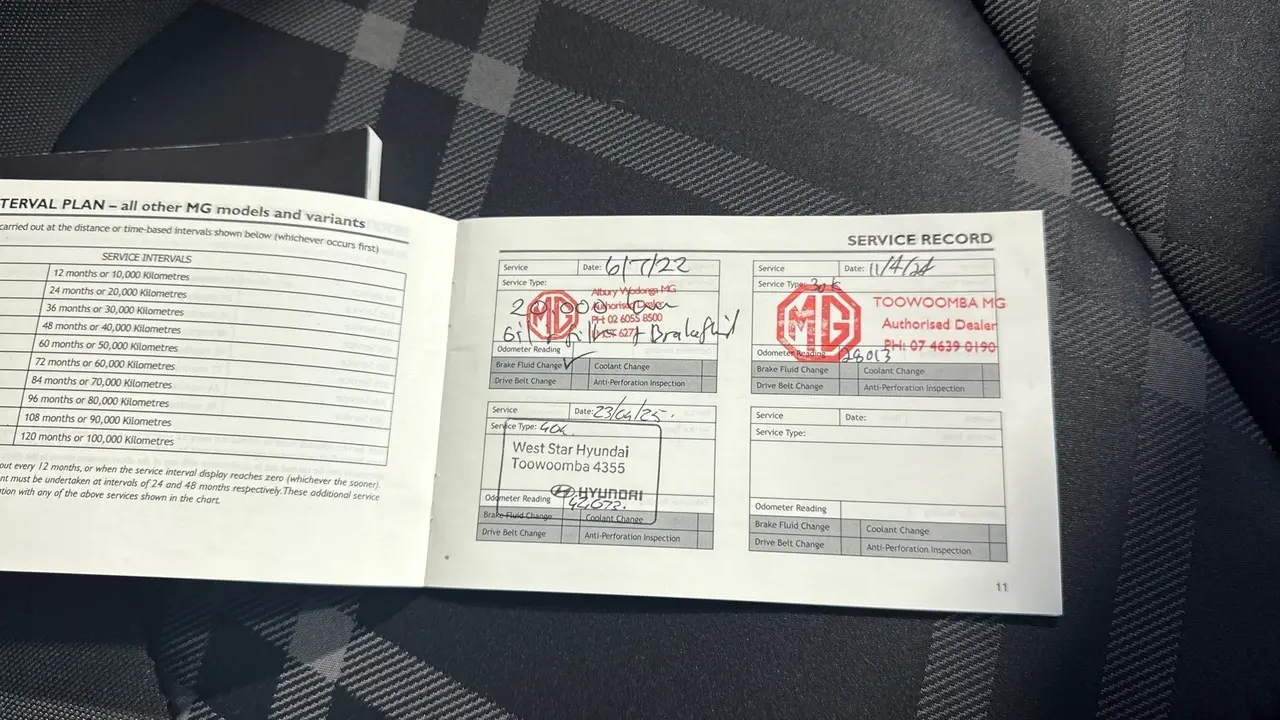 TERVAL PLAN – all other MG models and variants
carried out at the distance or time-based intervals shown below (whichever occurs first)
SERVICE INTERVALS
12 months or 10,000 Kilometres
24 months or 20,000 Kilometres
36 months or 30,000 Kilometres
48 months or 40,000 Kilometres
60 months or 50,000 Kilometres
72 months or 60,000 Kilometres
84 months or 70,000 Kilometres
96 months or 80,000 Kilometres
108 months or 90,000 Kilometres
120 months or 100,000 Kilometres
out every 12 months, or when the service interval display reaches zero (whichever the sooner).
nt must be undertaken at intervals of 24 and 48 months respectively. These additional service
tion with any of the above services shown in the chart.
SERVICE RECORD
Service Date: 6/7/22
Service Type:
Albury Wodonga MG
20,000 km
Authorised Dealer
MG
PH: 02 6055 8500
Oil + Brake fluid
Odometer Reading
Brake Fluid Change ✓ Coolant Change
Drive Belt Change Anti-Perforation Inspection
Service Date: 11/4/24
Service Type: 30K
MG
TOOWOOMBA MG
Authorised Dealer
PH: 07 4639 0190
Odometer Reading 28013
Brake Fluid Change Coolant Change
Drive Belt Change Anti-Perforation Inspection
Service Date: 23/04/25.
Service Type: 40K
West Star Hyundai
Toowoomba 4355
HYUNDAI
Odometer Reading
Brake Fluid Change Coolant Change
Drive Belt Change Anti-Perforation Inspection
Service Date:
Service Type:
Odometer Reading
Brake Fluid Change Coolant Change
Drive Belt Change Anti-Perforation Inspection
11